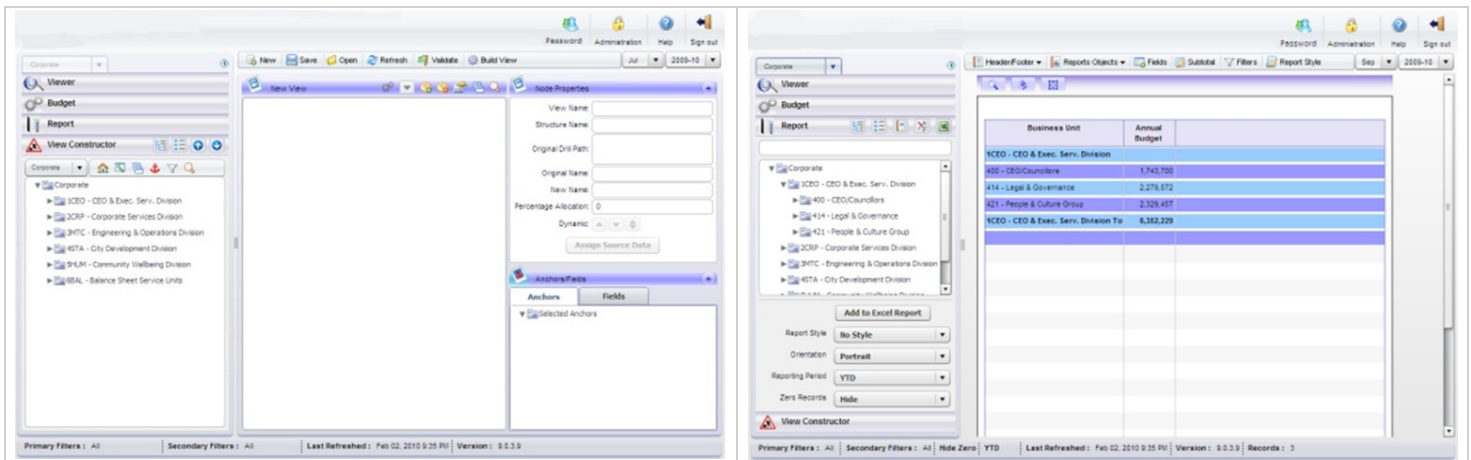 Password Administration Help Sign out
Corporate
New Save Open Refresh Validate Build View Jul 2009-10
Viewer
Budget
Report
View Constructor
Corporate
Corporate
1CEO - CEO & Exec. Serv. Division
2CRP - Corporate Services Division
3MTC - Engineering & Operations Division
4STA - City Development Division
5HUM - Community Wellbeing Division
6BAL - Balance Sheet Service Units
New View
Node Properties
View Name:
Structure Name:
Original Drill Path:
Original Name:
New Name:
Percentage Allocation: 0
Dynamic:
Assign Source Data
Anchors/Fields
Anchors Fields
Selected Anchors
Primary Filters : All Secondary Filters : All Last Refreshed : Feb 02, 2010 9:35 PM Version : 9.0.3.9
Password Administration Help Sign out
Corporate
Header/Footer Reports Objects Fields Subtotal Filters Report Style Sep 2009-10
Viewer
Budget
Report
Corporate
1CEO - CEO & Exec. Serv. Division
400 - CEO/Councillors
414 - Legal & Governance
421 - People & Culture Group
2CRP - Corporate Services Division
3MTC - Engineering & Operations Division
4STA - City Development Division
Add to Excel Report
Report Style No Style
Orientation Portrait
Reporting Period YTD
Zero Records Hide
View Constructor
Business Unit Annual Budget
1CEO - CEO & Exec. Serv. Division
400 - CEO/Councillors 1,743,700
414 - Legal & Governance 2,279,072
421 - People & Culture Group 2,329,457
1CEO - CEO & Exec. Serv. Division To 6,352,229
Primary Filters : All Secondary Filters : All Hide Zero YTD Last Refreshed : Feb 02, 2010 9:35 PM Version : 9.0.3.9 Records : 3